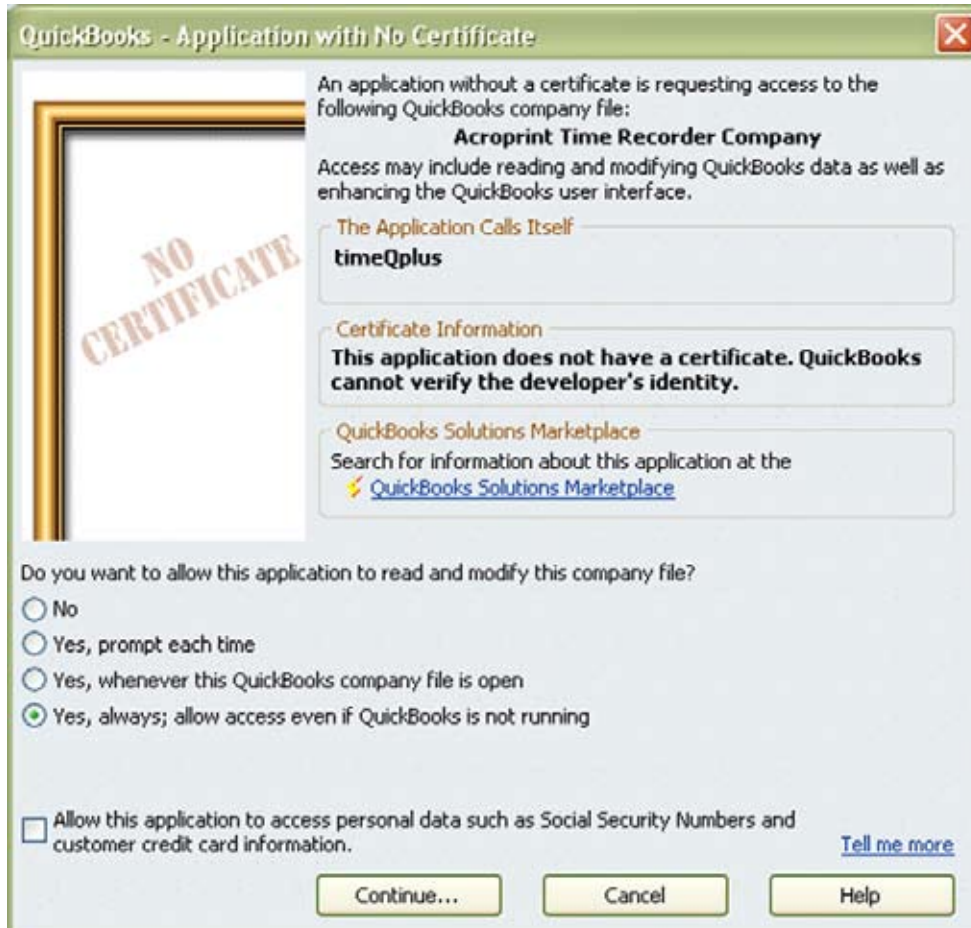 QuickBooks - Application with No Certificate
An application without a certificate is requesting access to the
following QuickBooks company file:
Acroprint Time Recorder Company
Access may include reading and modifying QuickBooks data as well as
enhancing the QuickBooks user interface.
NO
CERTIFICATE
The Application Calls Itself
timeQplus
Certificate Information
This application does not have a certificate. QuickBooks
cannot verify the developer's identity.
QuickBooks Solutions Marketplace
Search for information about this application at the
QuickBooks Solutions Marketplace
Do you want to allow this application to read and modify this company file?
No
Yes, prompt each time
Yes, whenever this QuickBooks company file is open
Yes, always; allow access even if QuickBooks is not running
Allow this application to access personal data such as Social Security Numbers and
customer credit card information.
Tell me more
Continue...
Cancel
Help